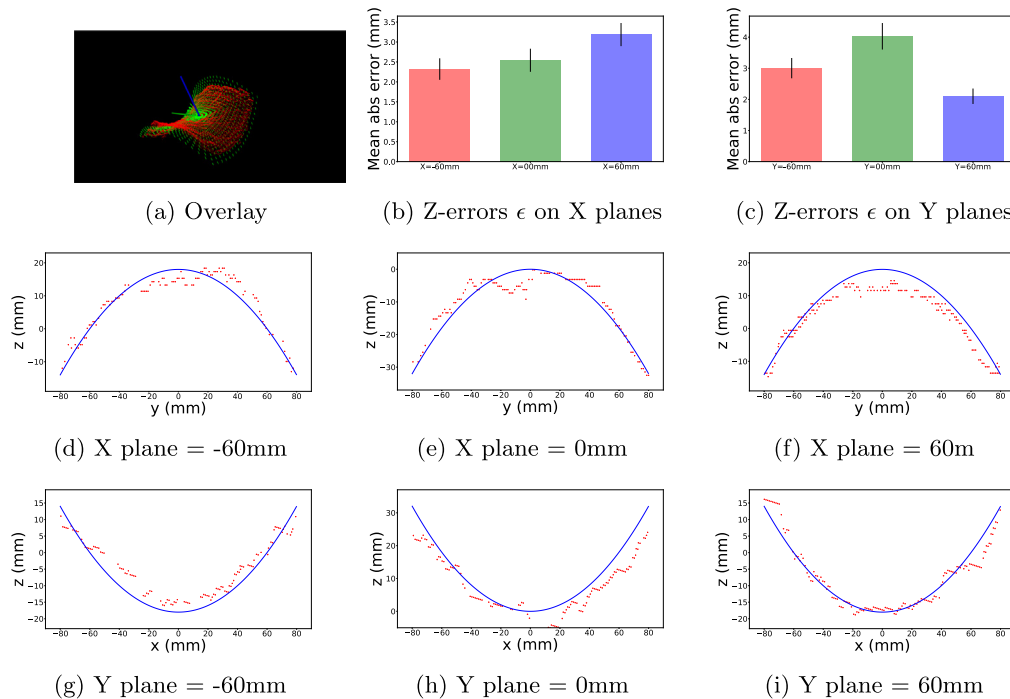 Mean abs error (mm)
3.5
3.0
2.5
2.0
1.5
1.0
0.5
0.0
X=-60mm X=00mm X=60mm
Mean abs error (mm)
4
3
2
1
0
Y=-60mm Y=00mm Y=60mm
(a) Overlay
(b) Z-errors ϵ on X planes
(c) Z-errors ϵ on Y planes
z (mm)
20
10
0
−10
−80 −60 −40 −20 0 20 40 60 80
y (mm)
z (mm)
0
−10
−20
−30
−80 −60 −40 −20 0 20 40 60 80
y (mm)
z (mm)
20
10
0
−10
−80 −60 −40 −20 0 20 40 60 80
y (mm)
(d) X plane = -60mm
(e) X plane = 0mm
(f) X plane = 60m
z (mm)
15
10
5
0
−5
−10
−15
−20
−80 −60 −40 −20 0 20 40 60 80
x (mm)
z (mm)
30
20
10
0
−80 −60 −40 −20 0 20 40 60 80
x (mm)
z (mm)
15
10
5
0
−5
−10
−15
−20
−80 −60 −40 −20 0 20 40 60 80
x (mm)
(g) Y plane = -60mm
(h) Y plane = 0mm
(i) Y plane = 60mm